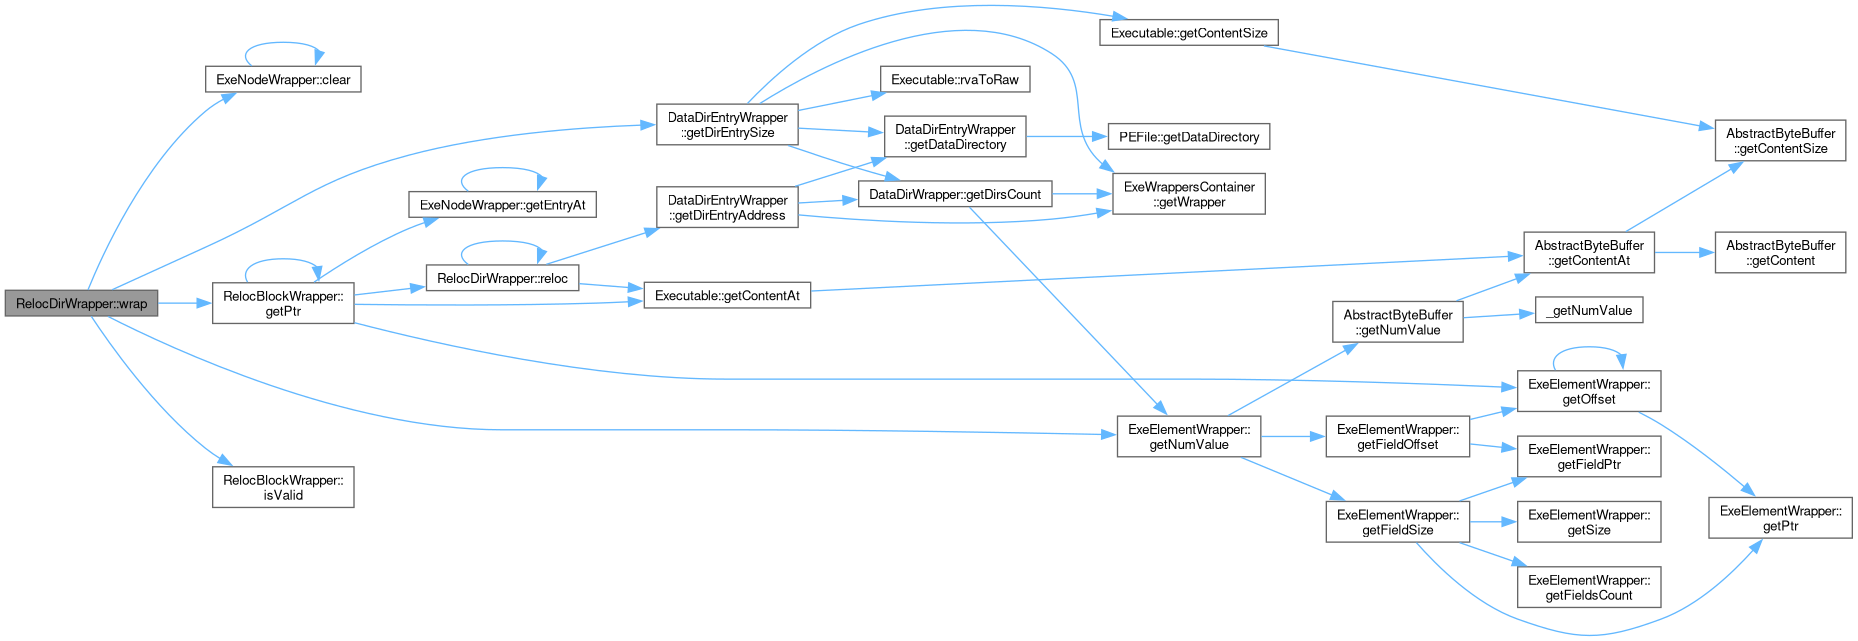 RelocDirWrapper::wrap
ExeNodeWrapper::clear
RelocBlockWrapper::
getPtr
RelocBlockWrapper::
isValid
ExeNodeWrapper::getEntryAt
RelocDirWrapper::reloc
DataDirEntryWrapper
::getDirEntrySize
DataDirEntryWrapper
::getDirEntryAddress
Executable::getContentAt
Executable::rvaToRaw
DataDirEntryWrapper
::getDataDirectory
DataDirWrapper::getDirsCount
Executable::getContentSize
PEFile::getDataDirectory
ExeWrappersContainer
::getWrapper
ExeElementWrapper::
getNumValue
AbstractByteBuffer
::getNumValue
ExeElementWrapper::
getFieldOffset
ExeElementWrapper::
getFieldSize
AbstractByteBuffer
::getContentAt
_getNumValue
ExeElementWrapper::
getOffset
ExeElementWrapper::
getFieldPtr
ExeElementWrapper::
getSize
ExeElementWrapper::
getFieldsCount
AbstractByteBuffer
::getContentSize
AbstractByteBuffer
::getContent
ExeElementWrapper::
getPtr